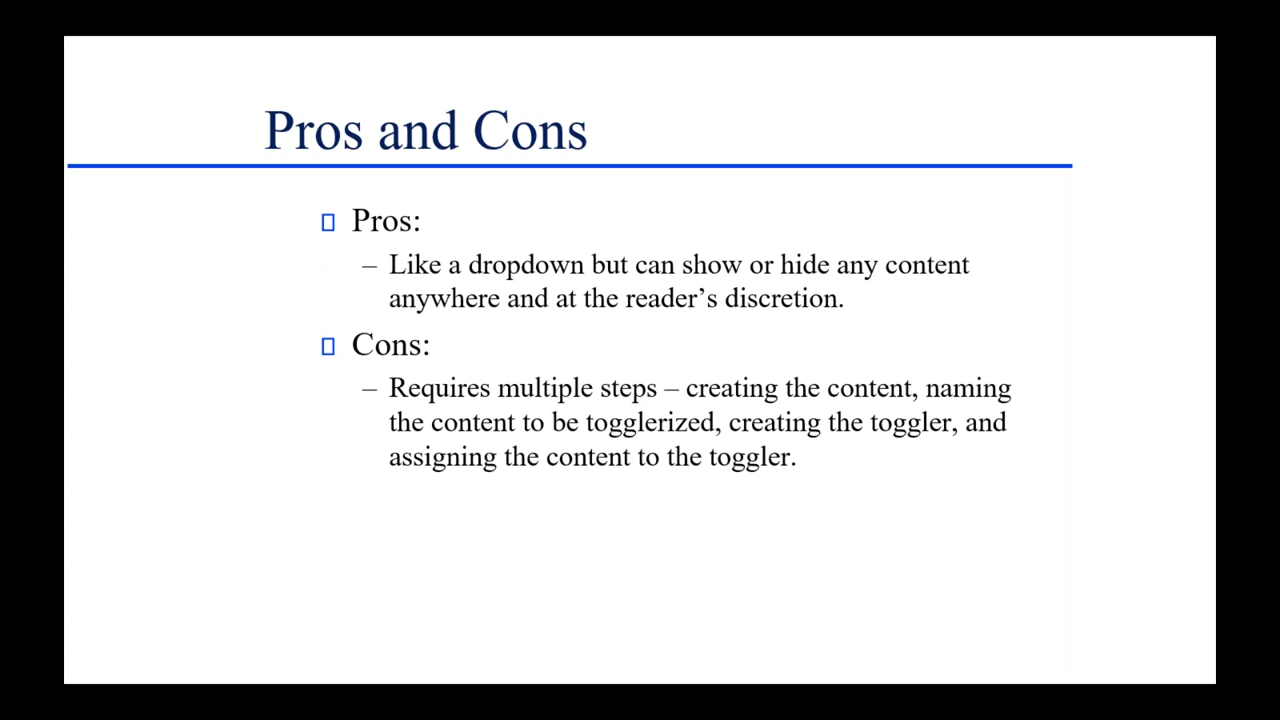 Pros and Cons
Pros:
– Like a dropdown but can show or hide any content
anywhere and at the reader’s discretion.
Cons:
– Requires multiple steps – creating the content, naming
the content to be togglerized, creating the toggler, and
assigning the content to the toggler.